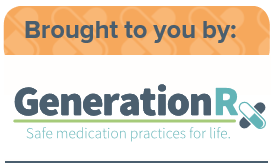 Brought to you by:
GenerationRx
Safe medication practices for life.